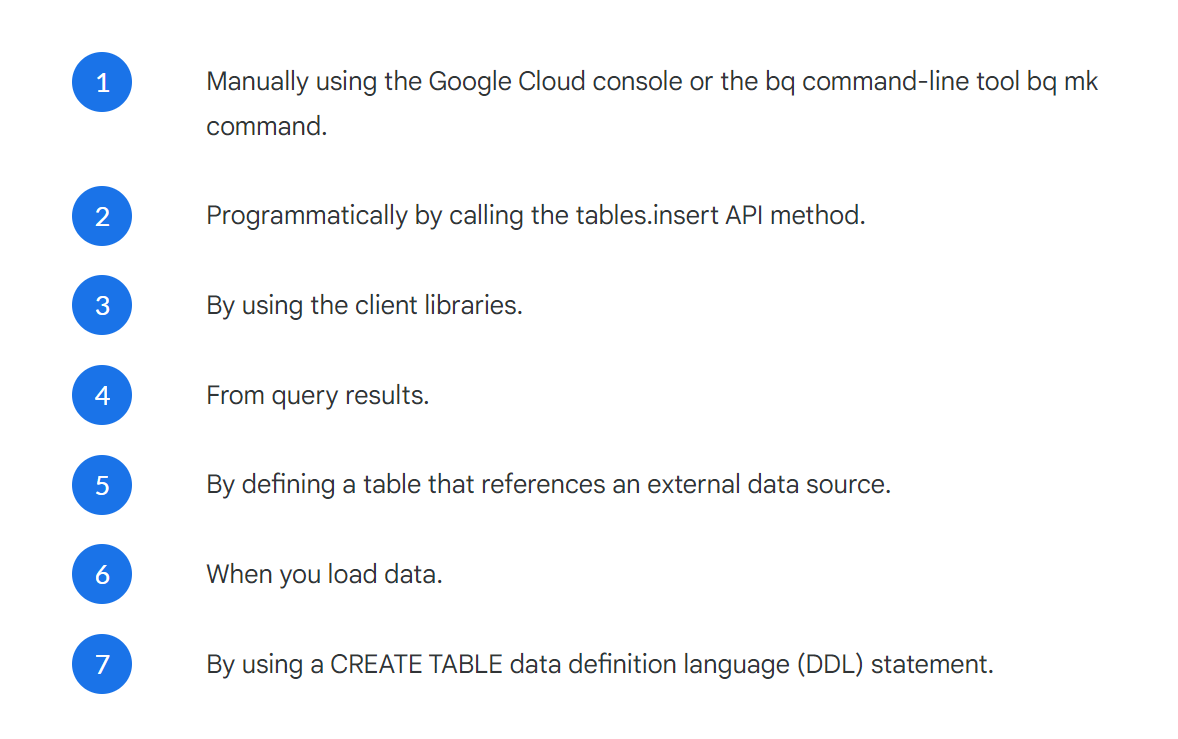 1
Manually using the Google Cloud console or the bq command-line tool bq mk
command.
2
Programmatically by calling the tables.insert API method.
3
By using the client libraries.
4
From query results.
5
By defining a table that references an external data source.
6
When you load data.
7
By using a CREATE TABLE data definition language (DDL) statement.